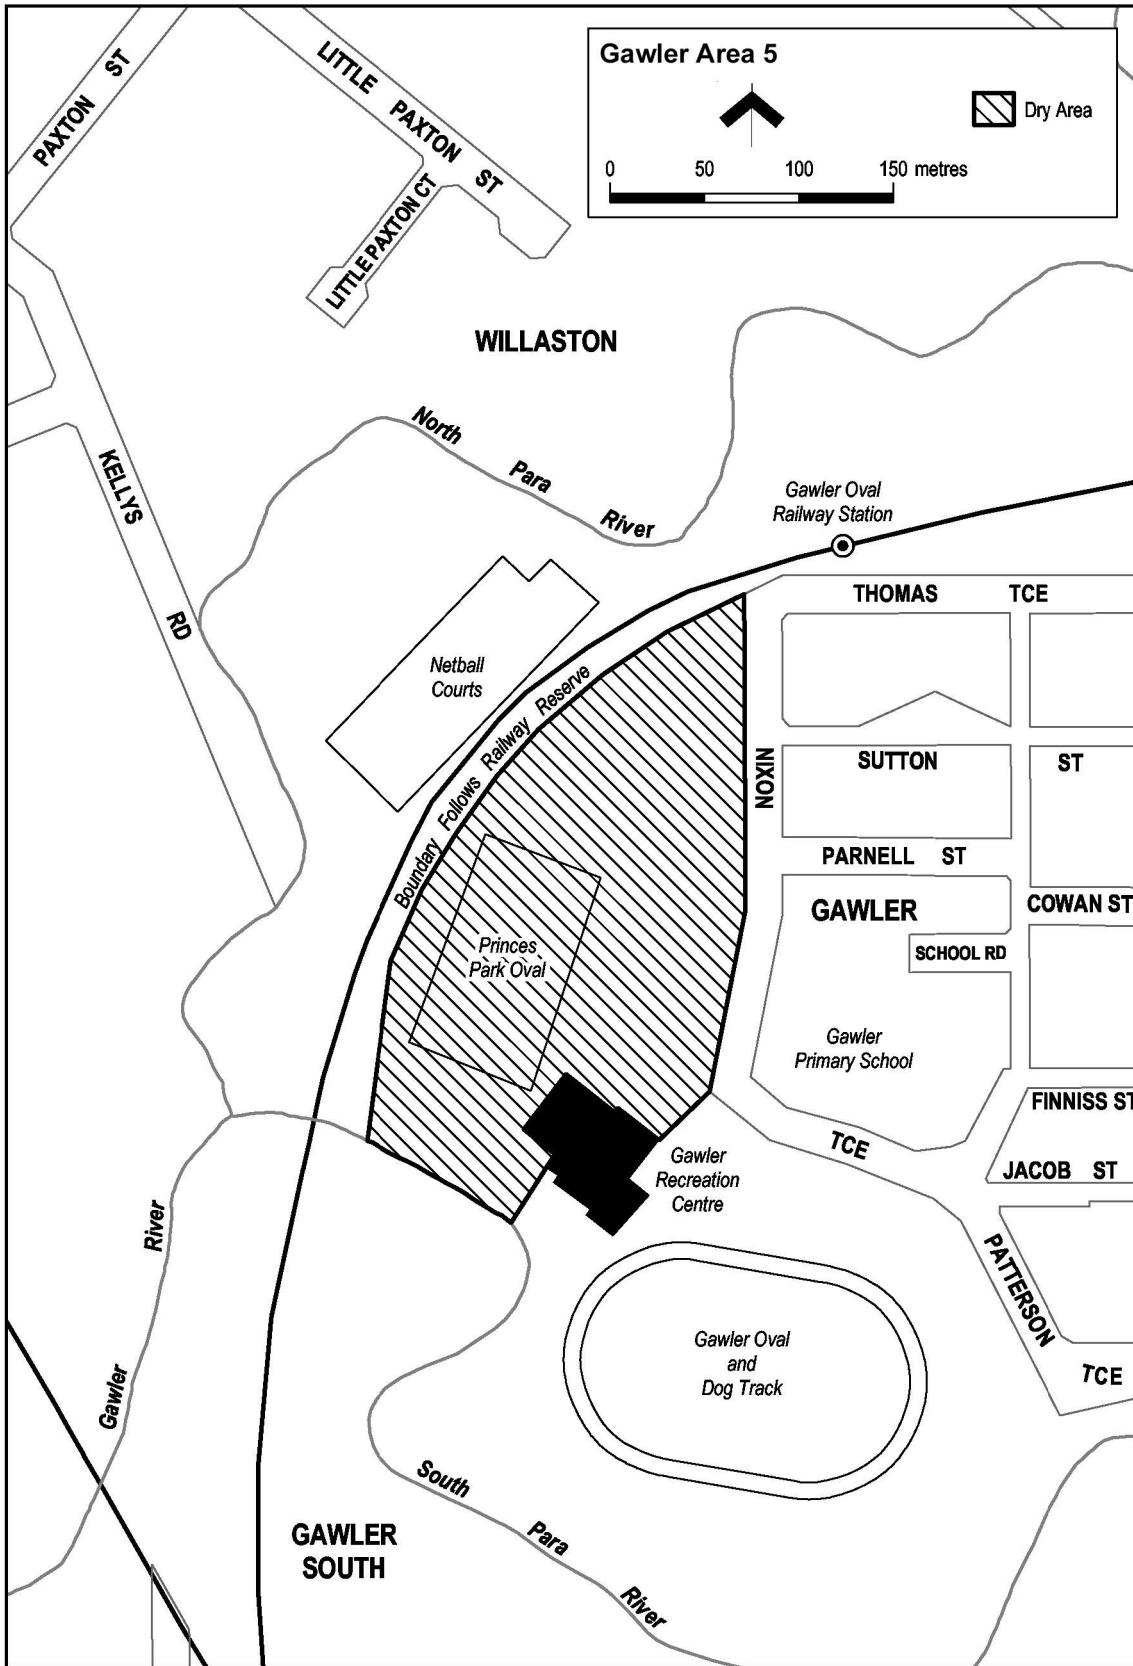 Gawler Area 5
Dry Area
0 50 100 150 metres
PAXTON ST
LITTLE PAXTON ST
LITTLE PAXTON CT
WILLASTON
North Para River
KELLYS RD
Gawler Oval
Railway Station
THOMAS TCE
Netball
Courts
Boundary Follows Railway Reserve
NIXON
SUTTON ST
PARNELL ST
GAWLER
COWAN ST
SCHOOL RD
Princes
Park Oval
Gawler
Primary School
FINNISS ST
TCE
JACOB ST
Gawler
Recreation
Centre
PATTERSON
TCE
Gawler River
Gawler Oval
and
Dog Track
South Para River
GAWLER
SOUTH